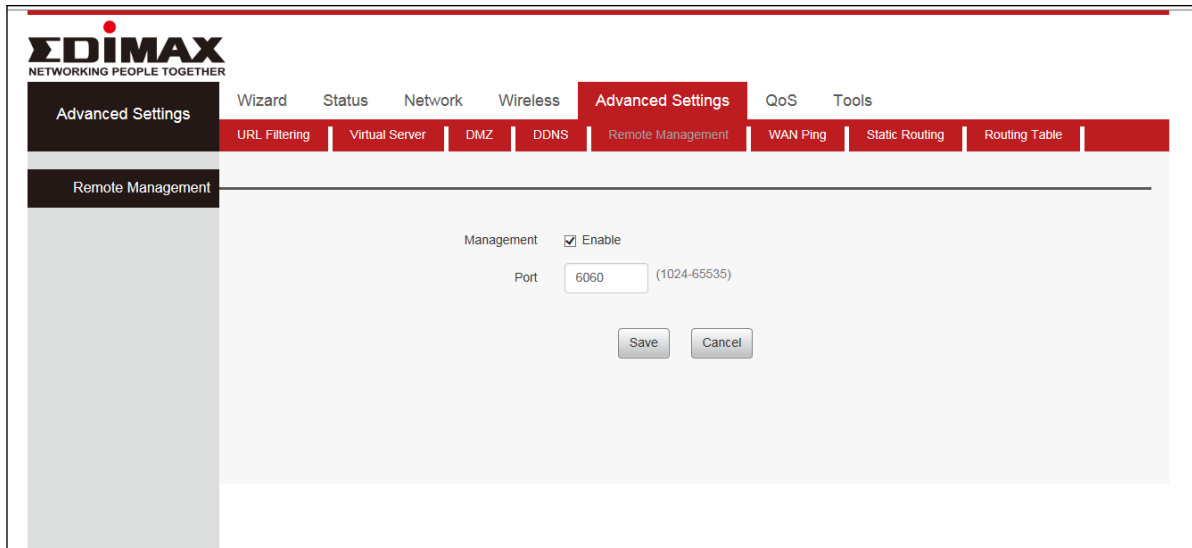 EDIMAX
NETWORKING PEOPLE TOGETHER
Advanced Settings
Wizard Status Network Wireless Advanced Settings QoS Tools
URL Filtering Virtual Server DMZ DDNS Remote Management WAN Ping Static Routing Routing Table
Remote Management
Management Enable
Port 6060 (1024-65535)
Save Cancel